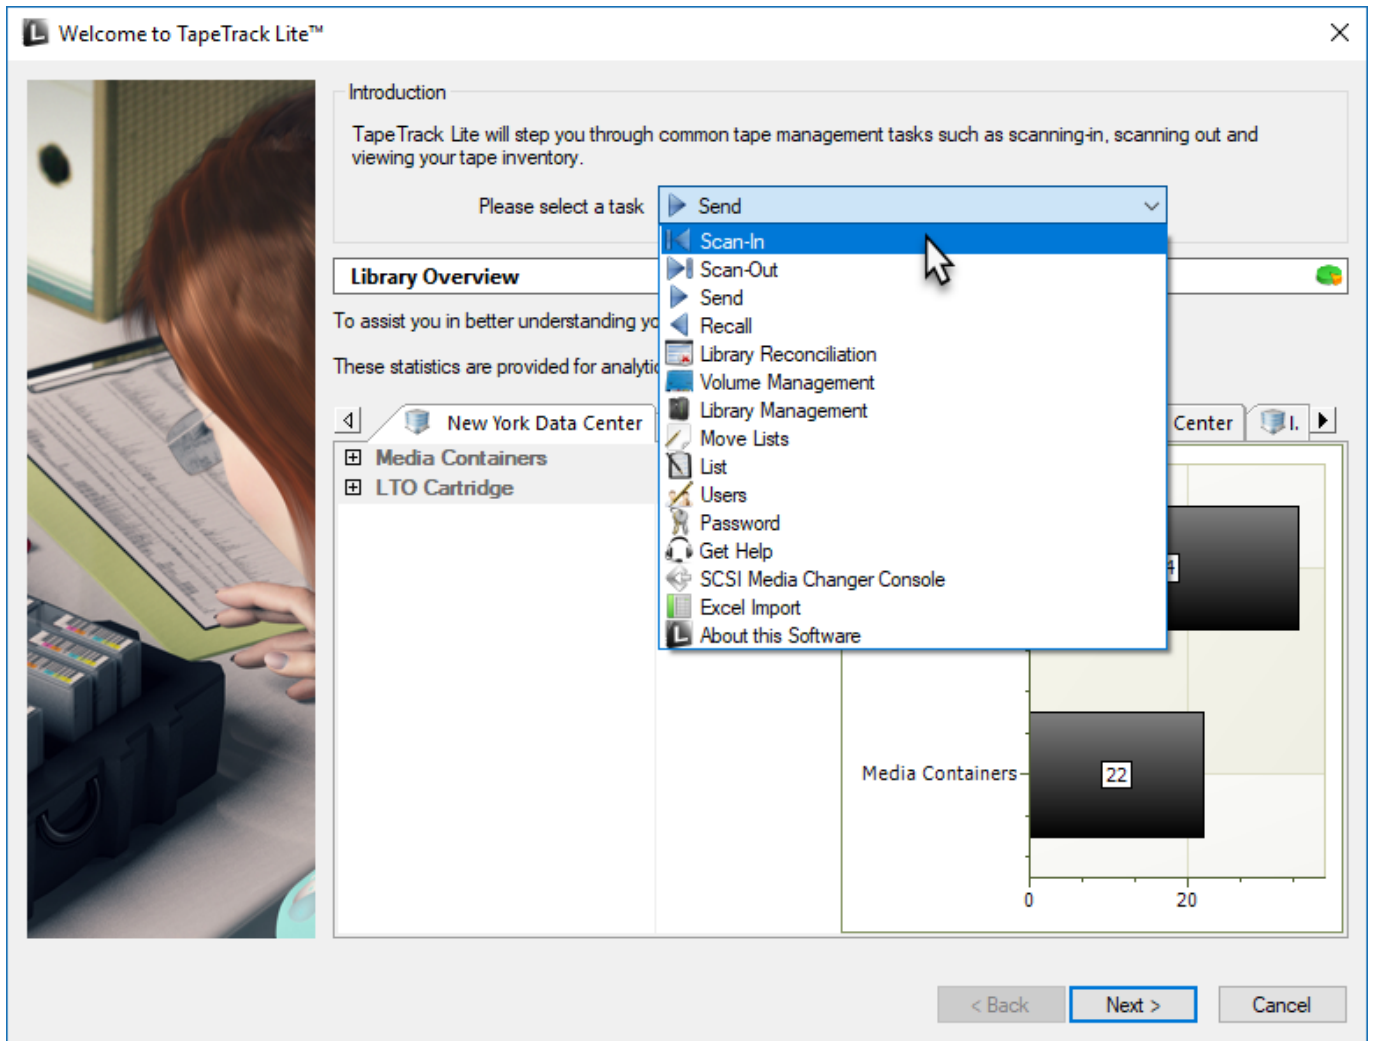 Welcome to TapeTrack Lite™
Introduction
TapeTrack Lite will step you through common tape management tasks such as scanning-in, scanning out and
viewing your tape inventory.
Please select a task
Send
Scan-In
Scan-Out
Send
Recall
Library Reconciliation
Volume Management
Library Management
Move Lists
List
Users
Password
Get Help
SCSI Media Changer Console
Excel Import
About this Software
Library Overview
To assist you in better understanding
These statistics are provided for
New York Data Center
Center
Media Containers
LTO Cartridge
4
Media Containers
22
0 20
< Back Next > Cancel